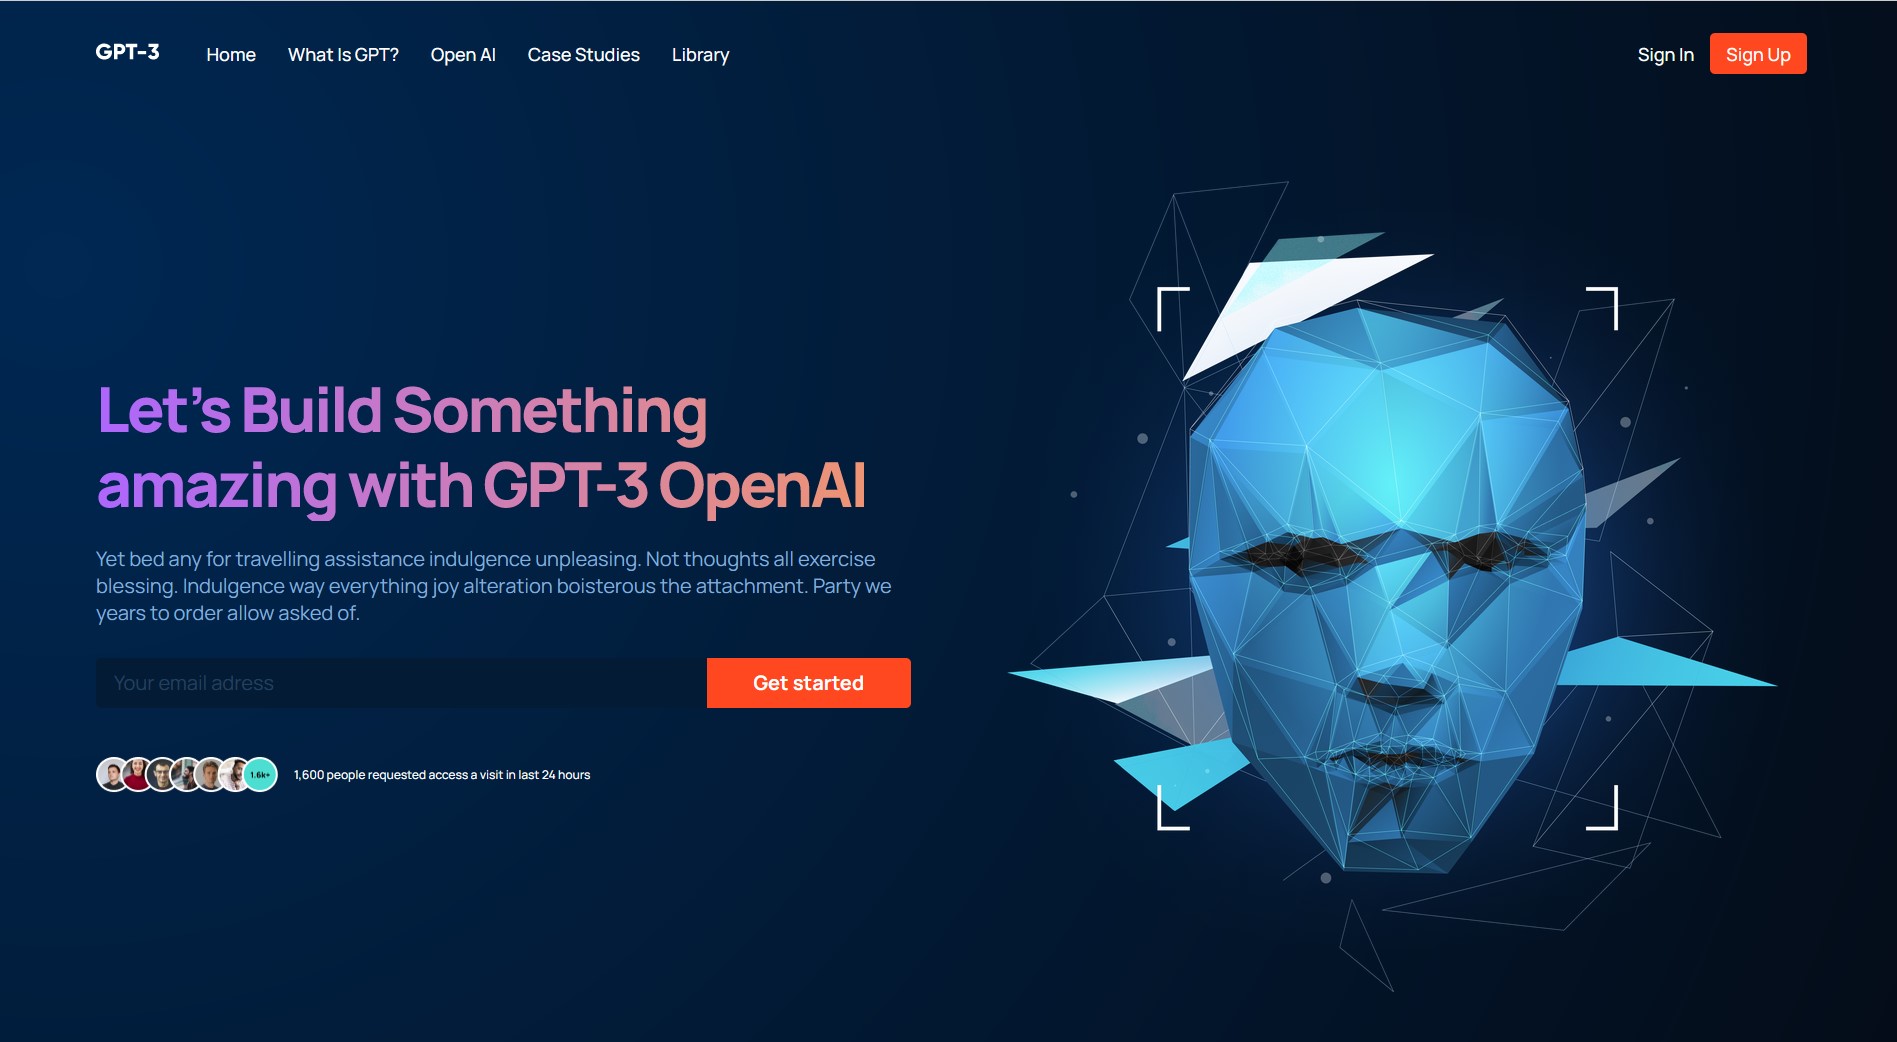 GPT-3 Home What Is GPT? Open AI Case Studies Library Sign In Sign Up
Let's Build Something
amazing with GPT-3 OpenAI
Yet bed any for travelling assistance indulgence unpleasing. Not thoughts all exercise
blessing. Indulgence way everything joy alteration boisterous the attachment. Party we
years to order allow asked of.
Your email adress Get started
1.6k+ 1,600 people requested access a visit in last 24 hours